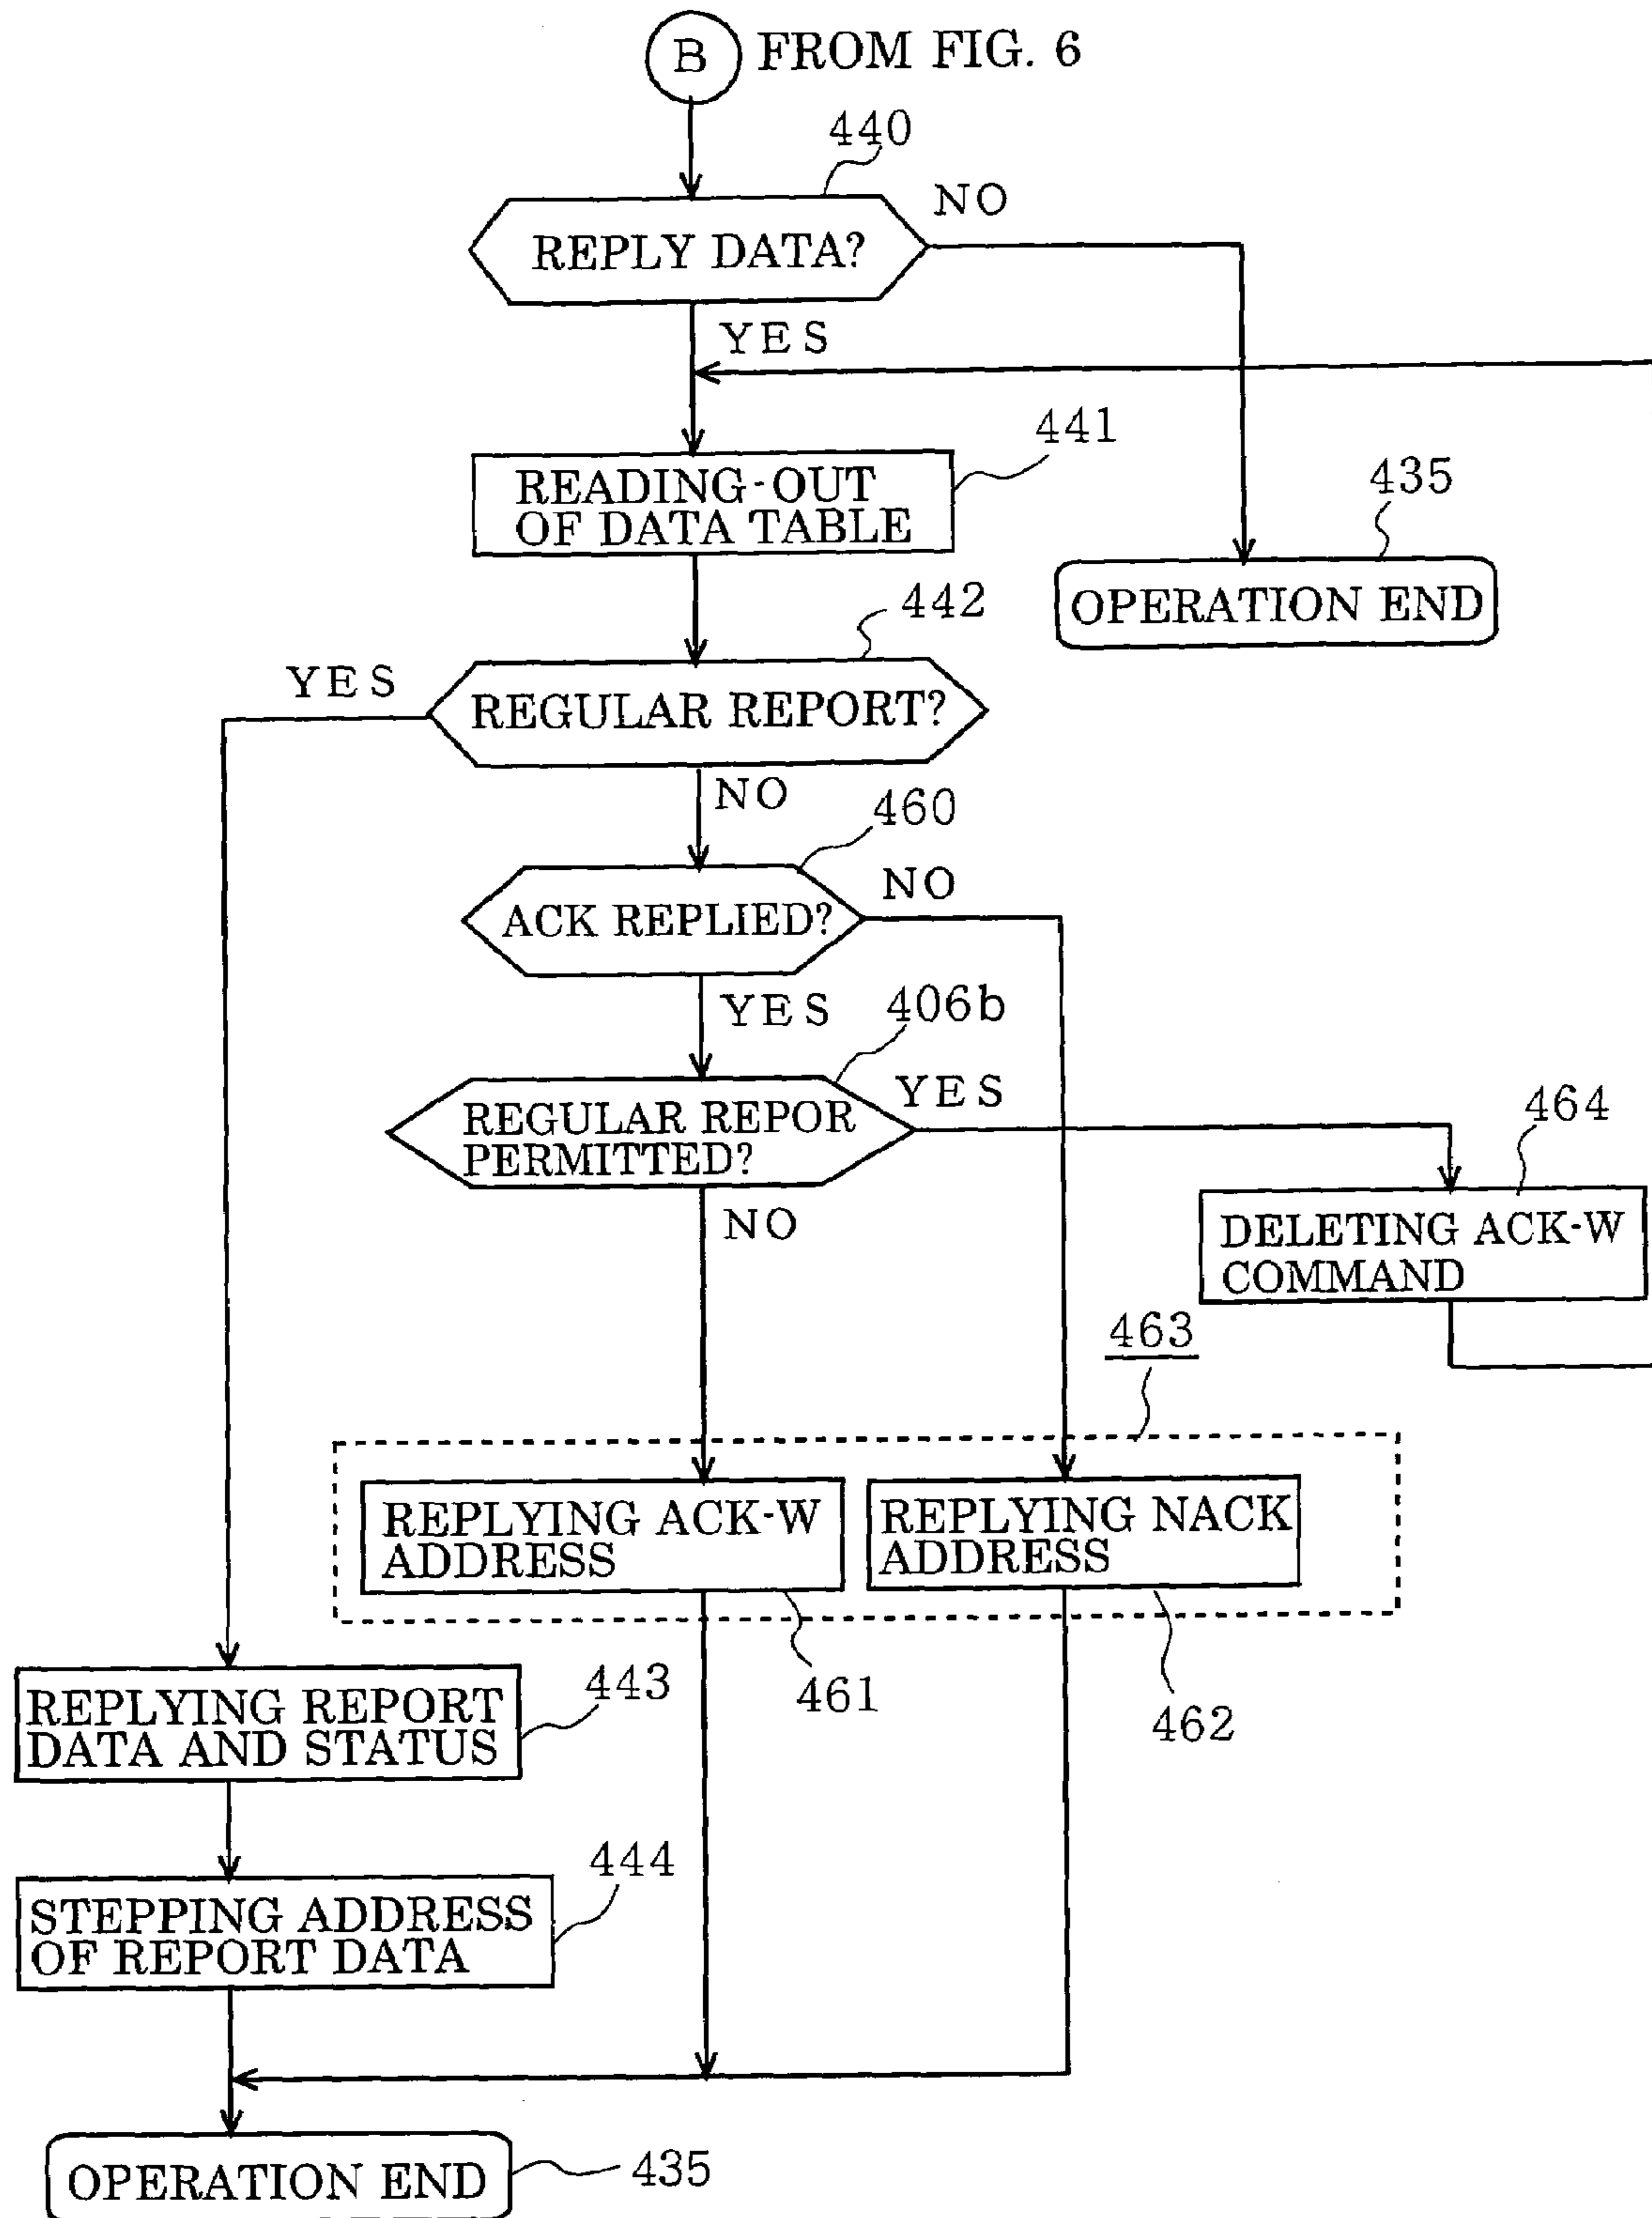 B FROM FIG. 6
440
NO
REPLY DATA?
YES
441
READING-OUT
OF DATA TABLE
435
OPERATION END
442
YES
REGULAR REPORT?
NO
460
NO
ACK REPLIED?
YES
406b
YES
REGULAR REPOR
PERMITTED?
464
NO
DELETING ACK-W
COMMAND
463
REPLYING ACK-W
ADDRESS
REPLYING NACK
ADDRESS
461
462
REPLYING REPORT
DATA AND STATUS
443
444
STEPPING ADDRESS
OF REPORT DATA
OPERATION END
435